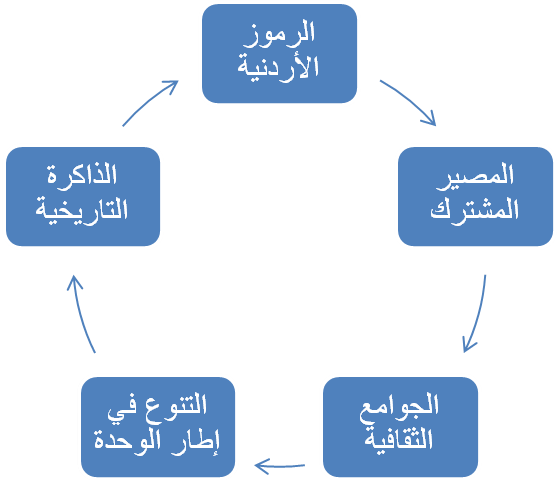 الرموز
الأردنية
المصير
المشترك
الجوامع
الثقافية
التنوع في
إطار الوحدة
الذاكرة
التاريخية